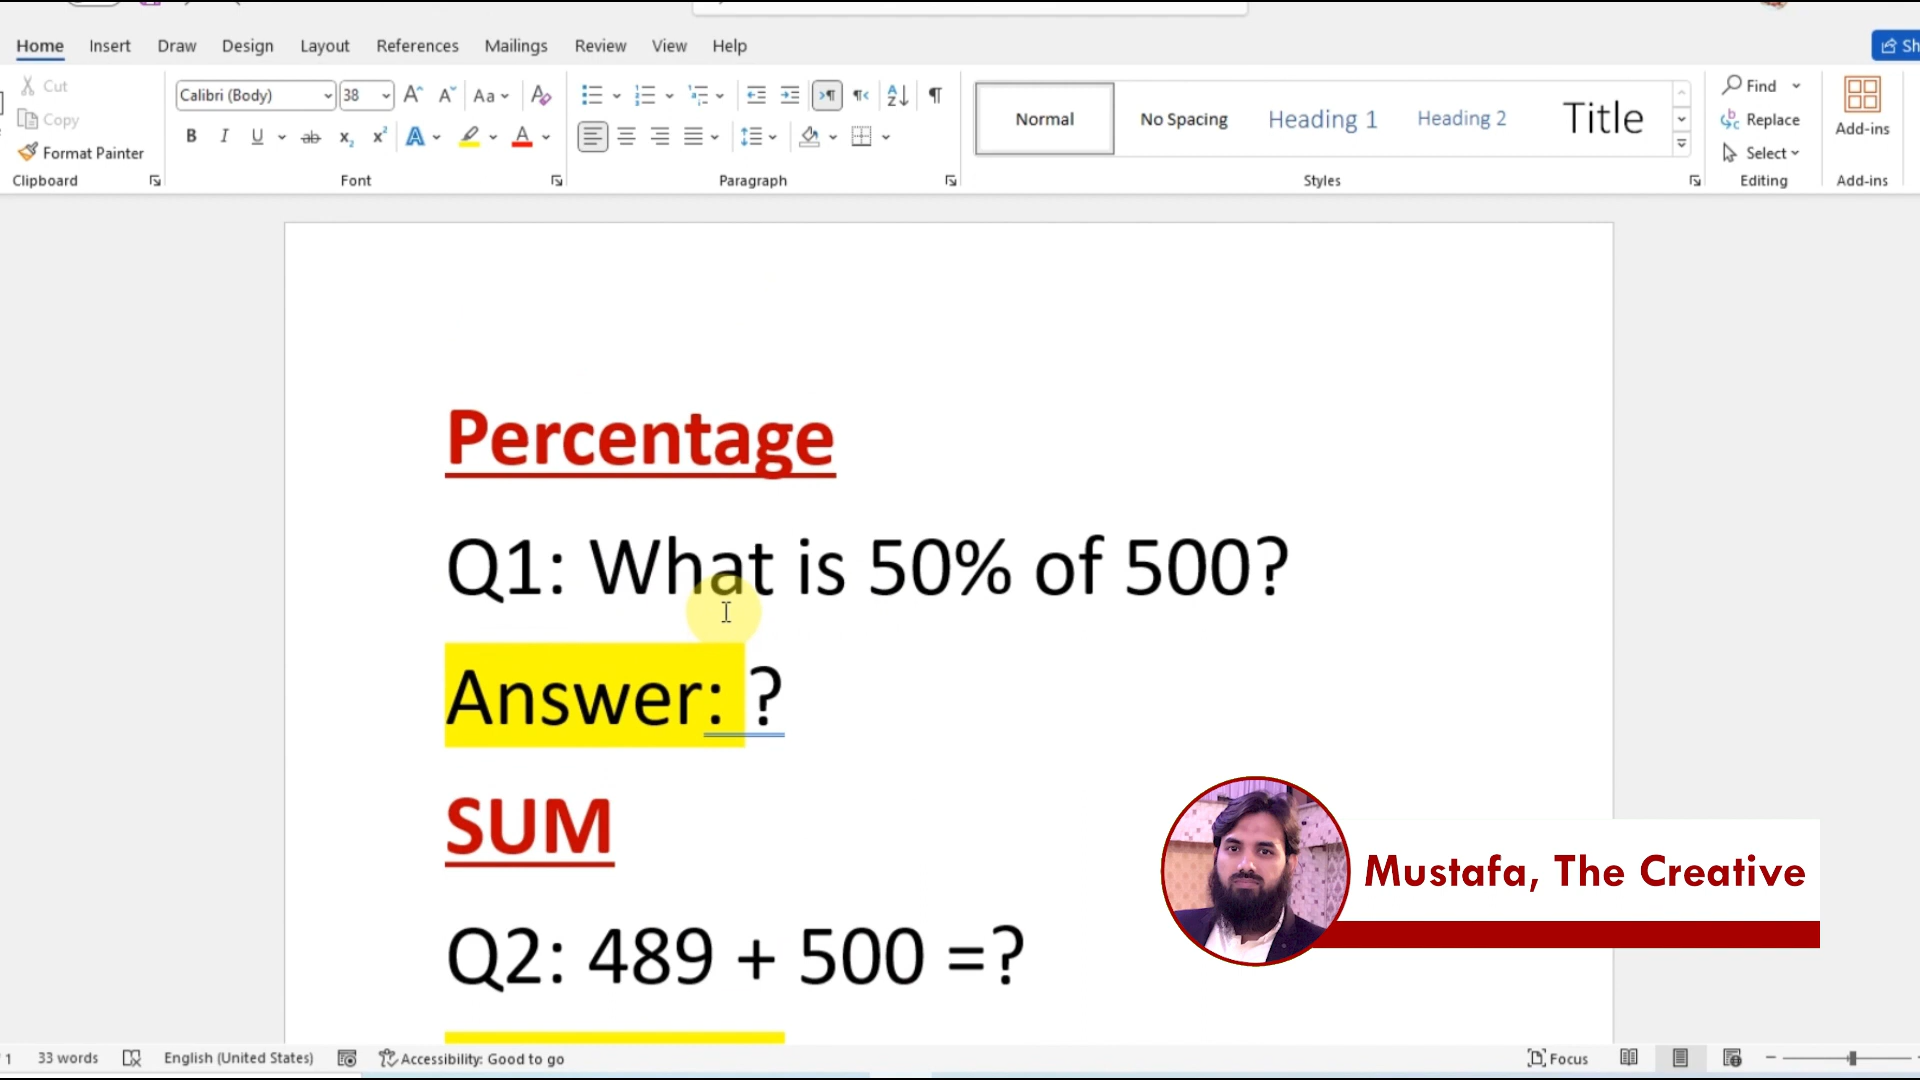 Home Insert Draw Design Layout References Mailings Review View Help Sh
Cut
Copy
Format Painter
Clipboard
Calibri (Body) 38
Font
Paragraph
Normal No Spacing Heading 1 Heading 2 Title
Styles
Find
Replace
Select
Editing
Add-ins
Add-ins
Percentage
Q1: What is 50% of 500?
Answer: ?
SUM
Q2: 489 + 500 =?
Mustafa, The Creative
1 33 words English (United States) Accessibility: Good to go Focus